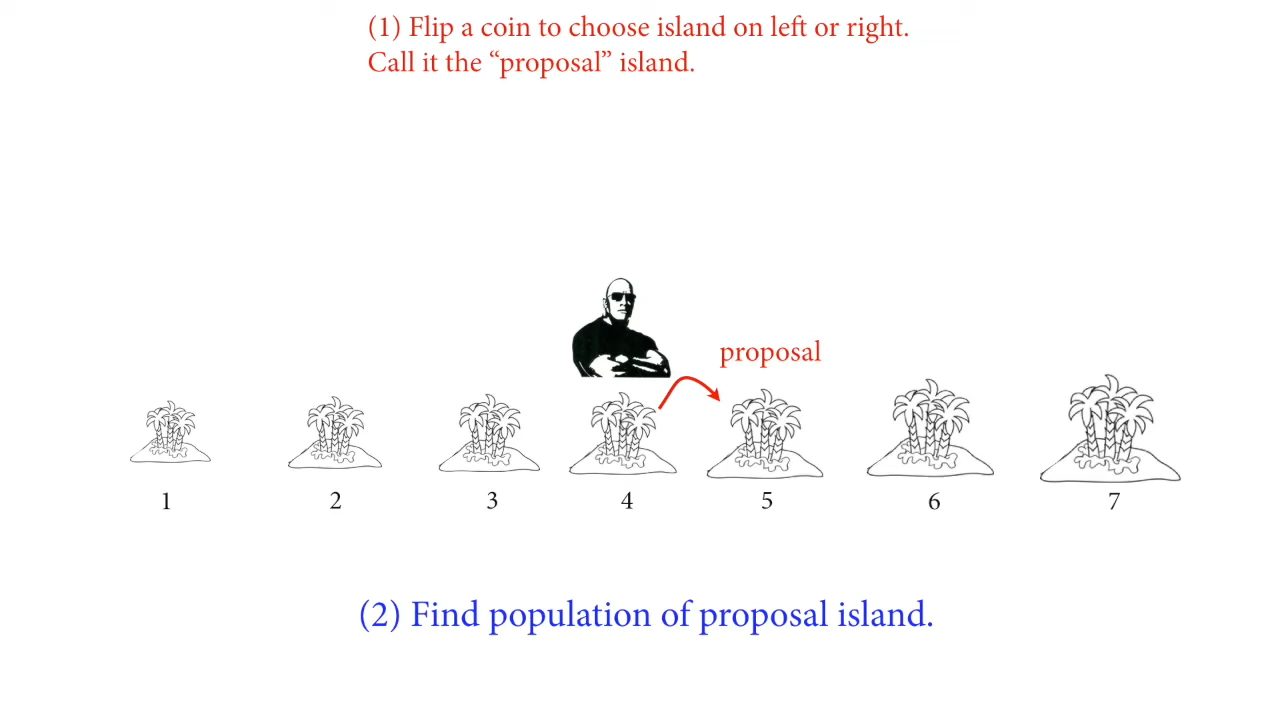 (1) Flip a coin to choose island on left or right.
Call it the “proposal” island.
proposal
1 2 3 4 5 6 7
(2) Find population of proposal island.